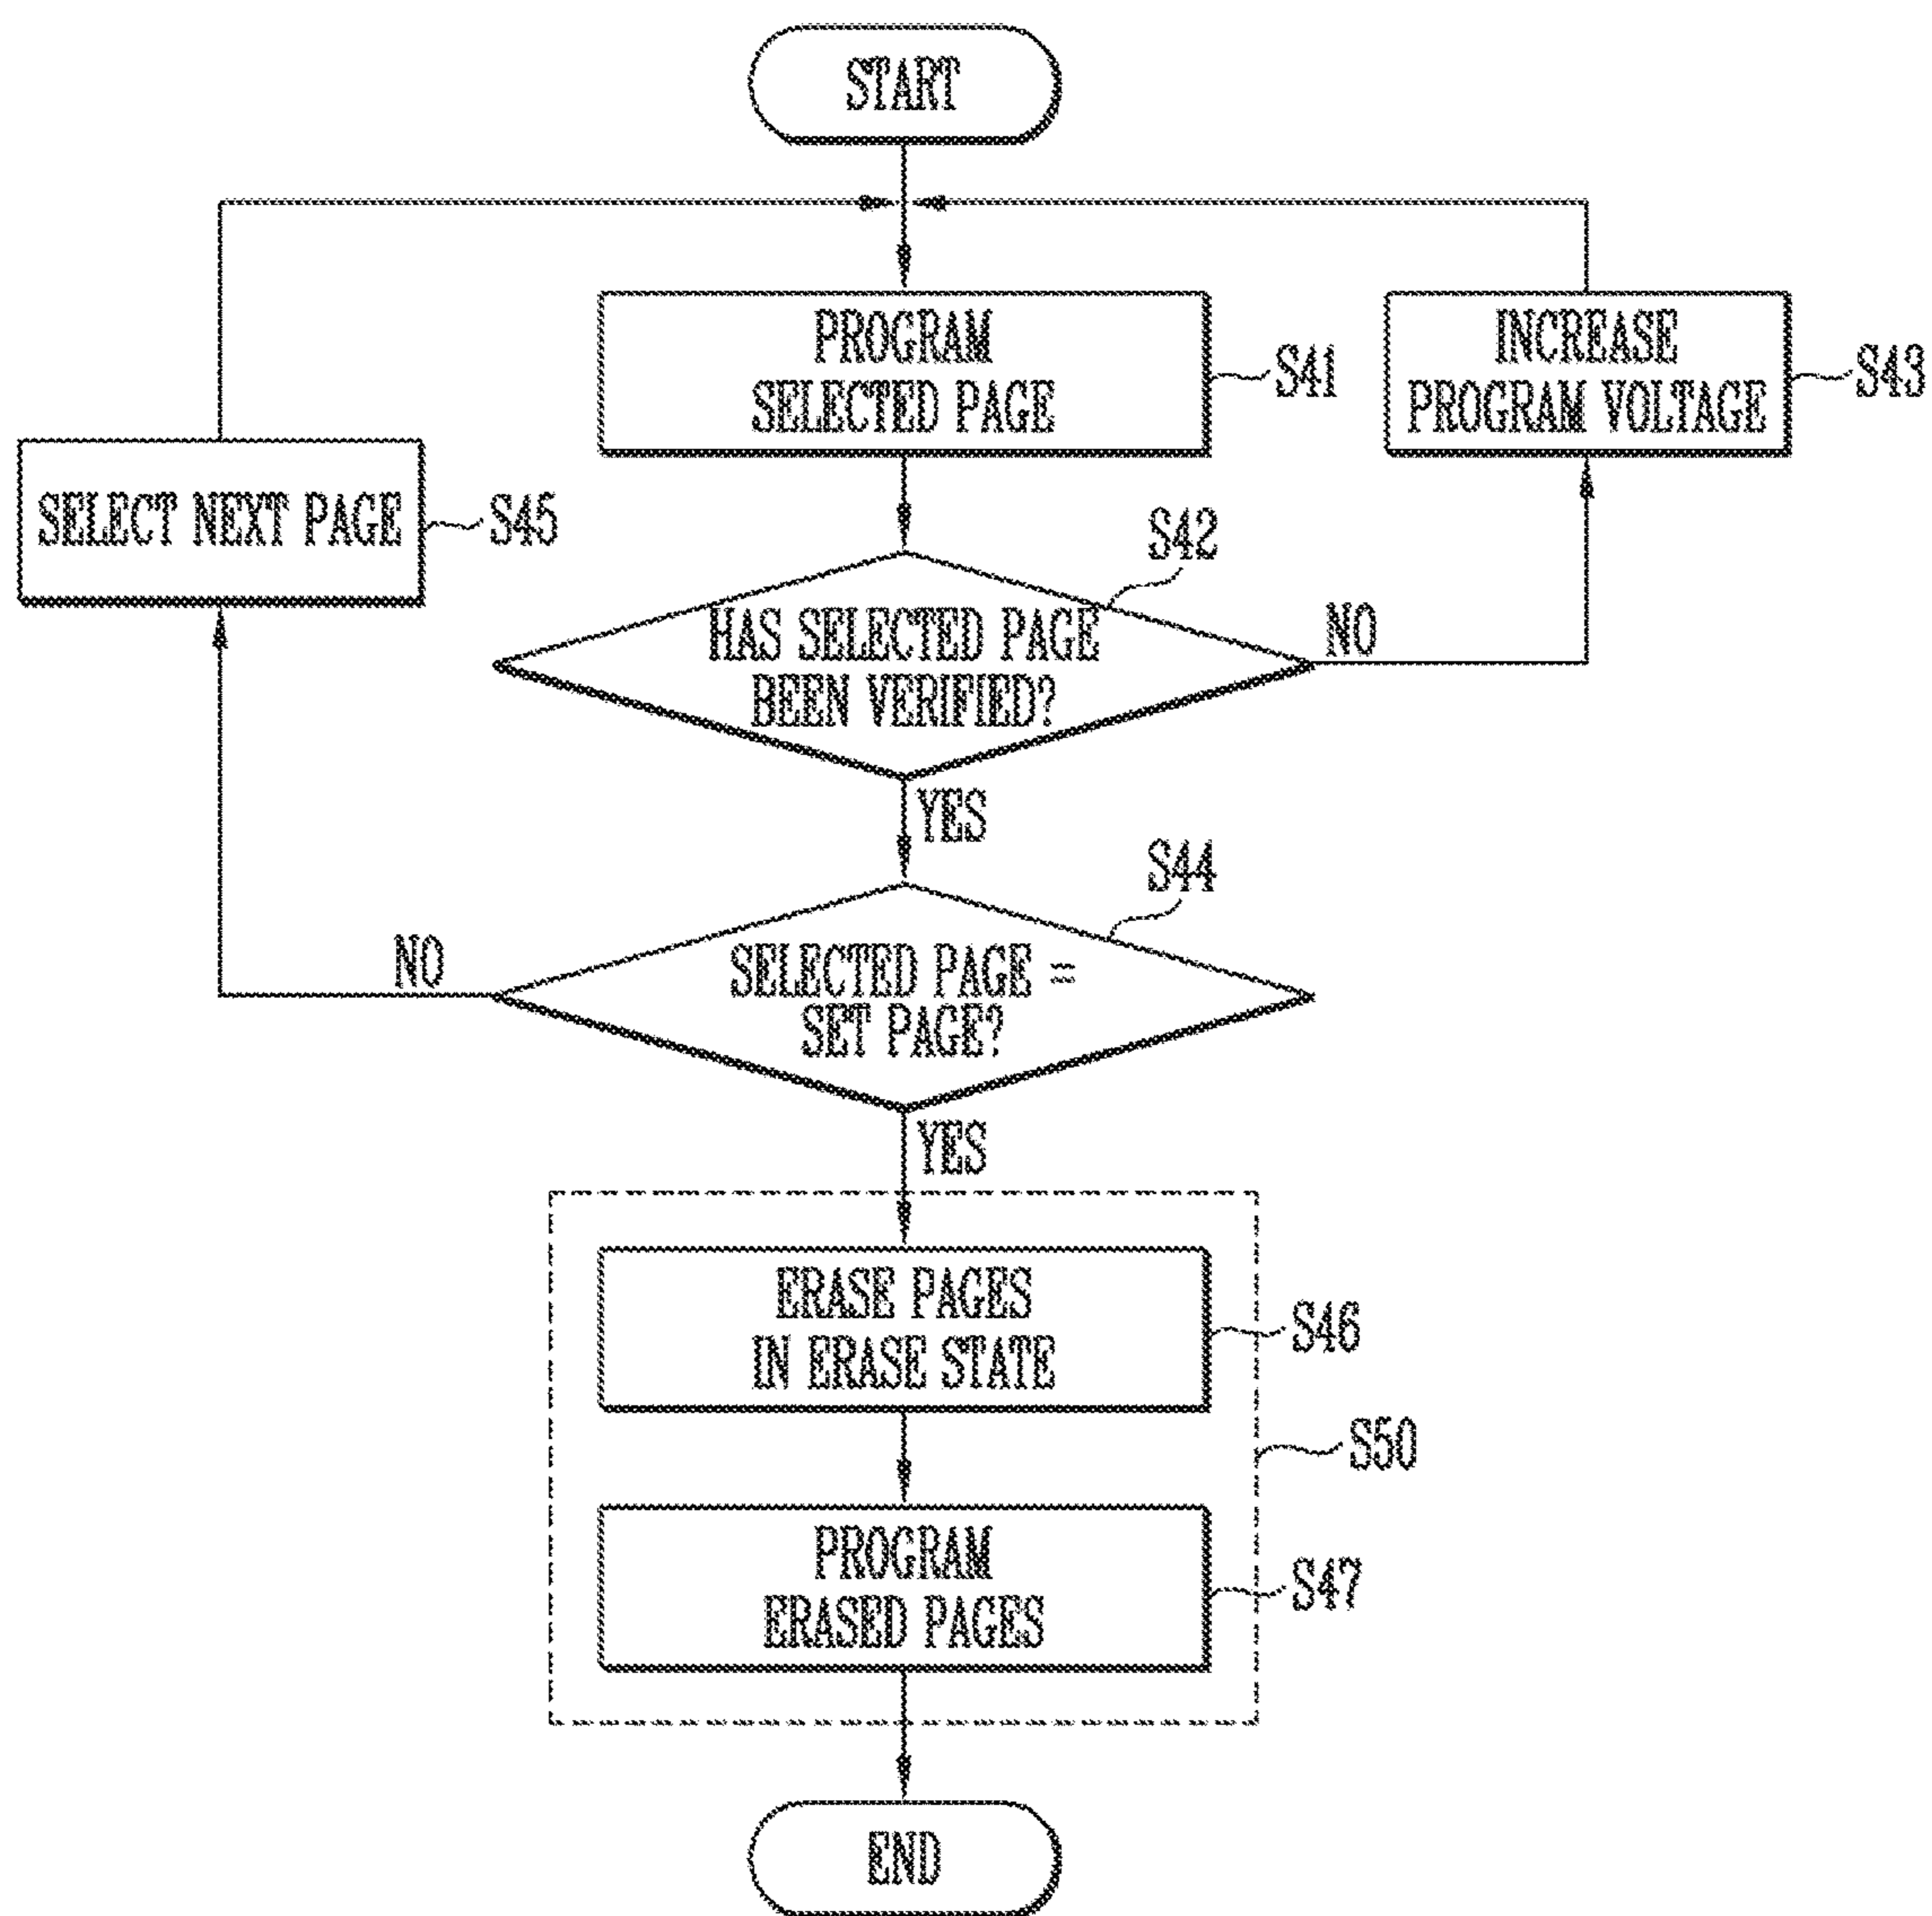 START
PROGRAM
SELECTED PAGE
S41
INCREASE
PROGRAM VOLTAGE
S43
SELECT NEXT PAGE
S45
S42
HAS SELECTED PAGE
BEEN VERIFIED?
NO
YES
S44
SELECTED PAGE =
SET PAGE?
NO
YES
ERASE PAGES
IN ERASE STATE
S46
S50
PROGRAM
ERASED PAGES
S47
END